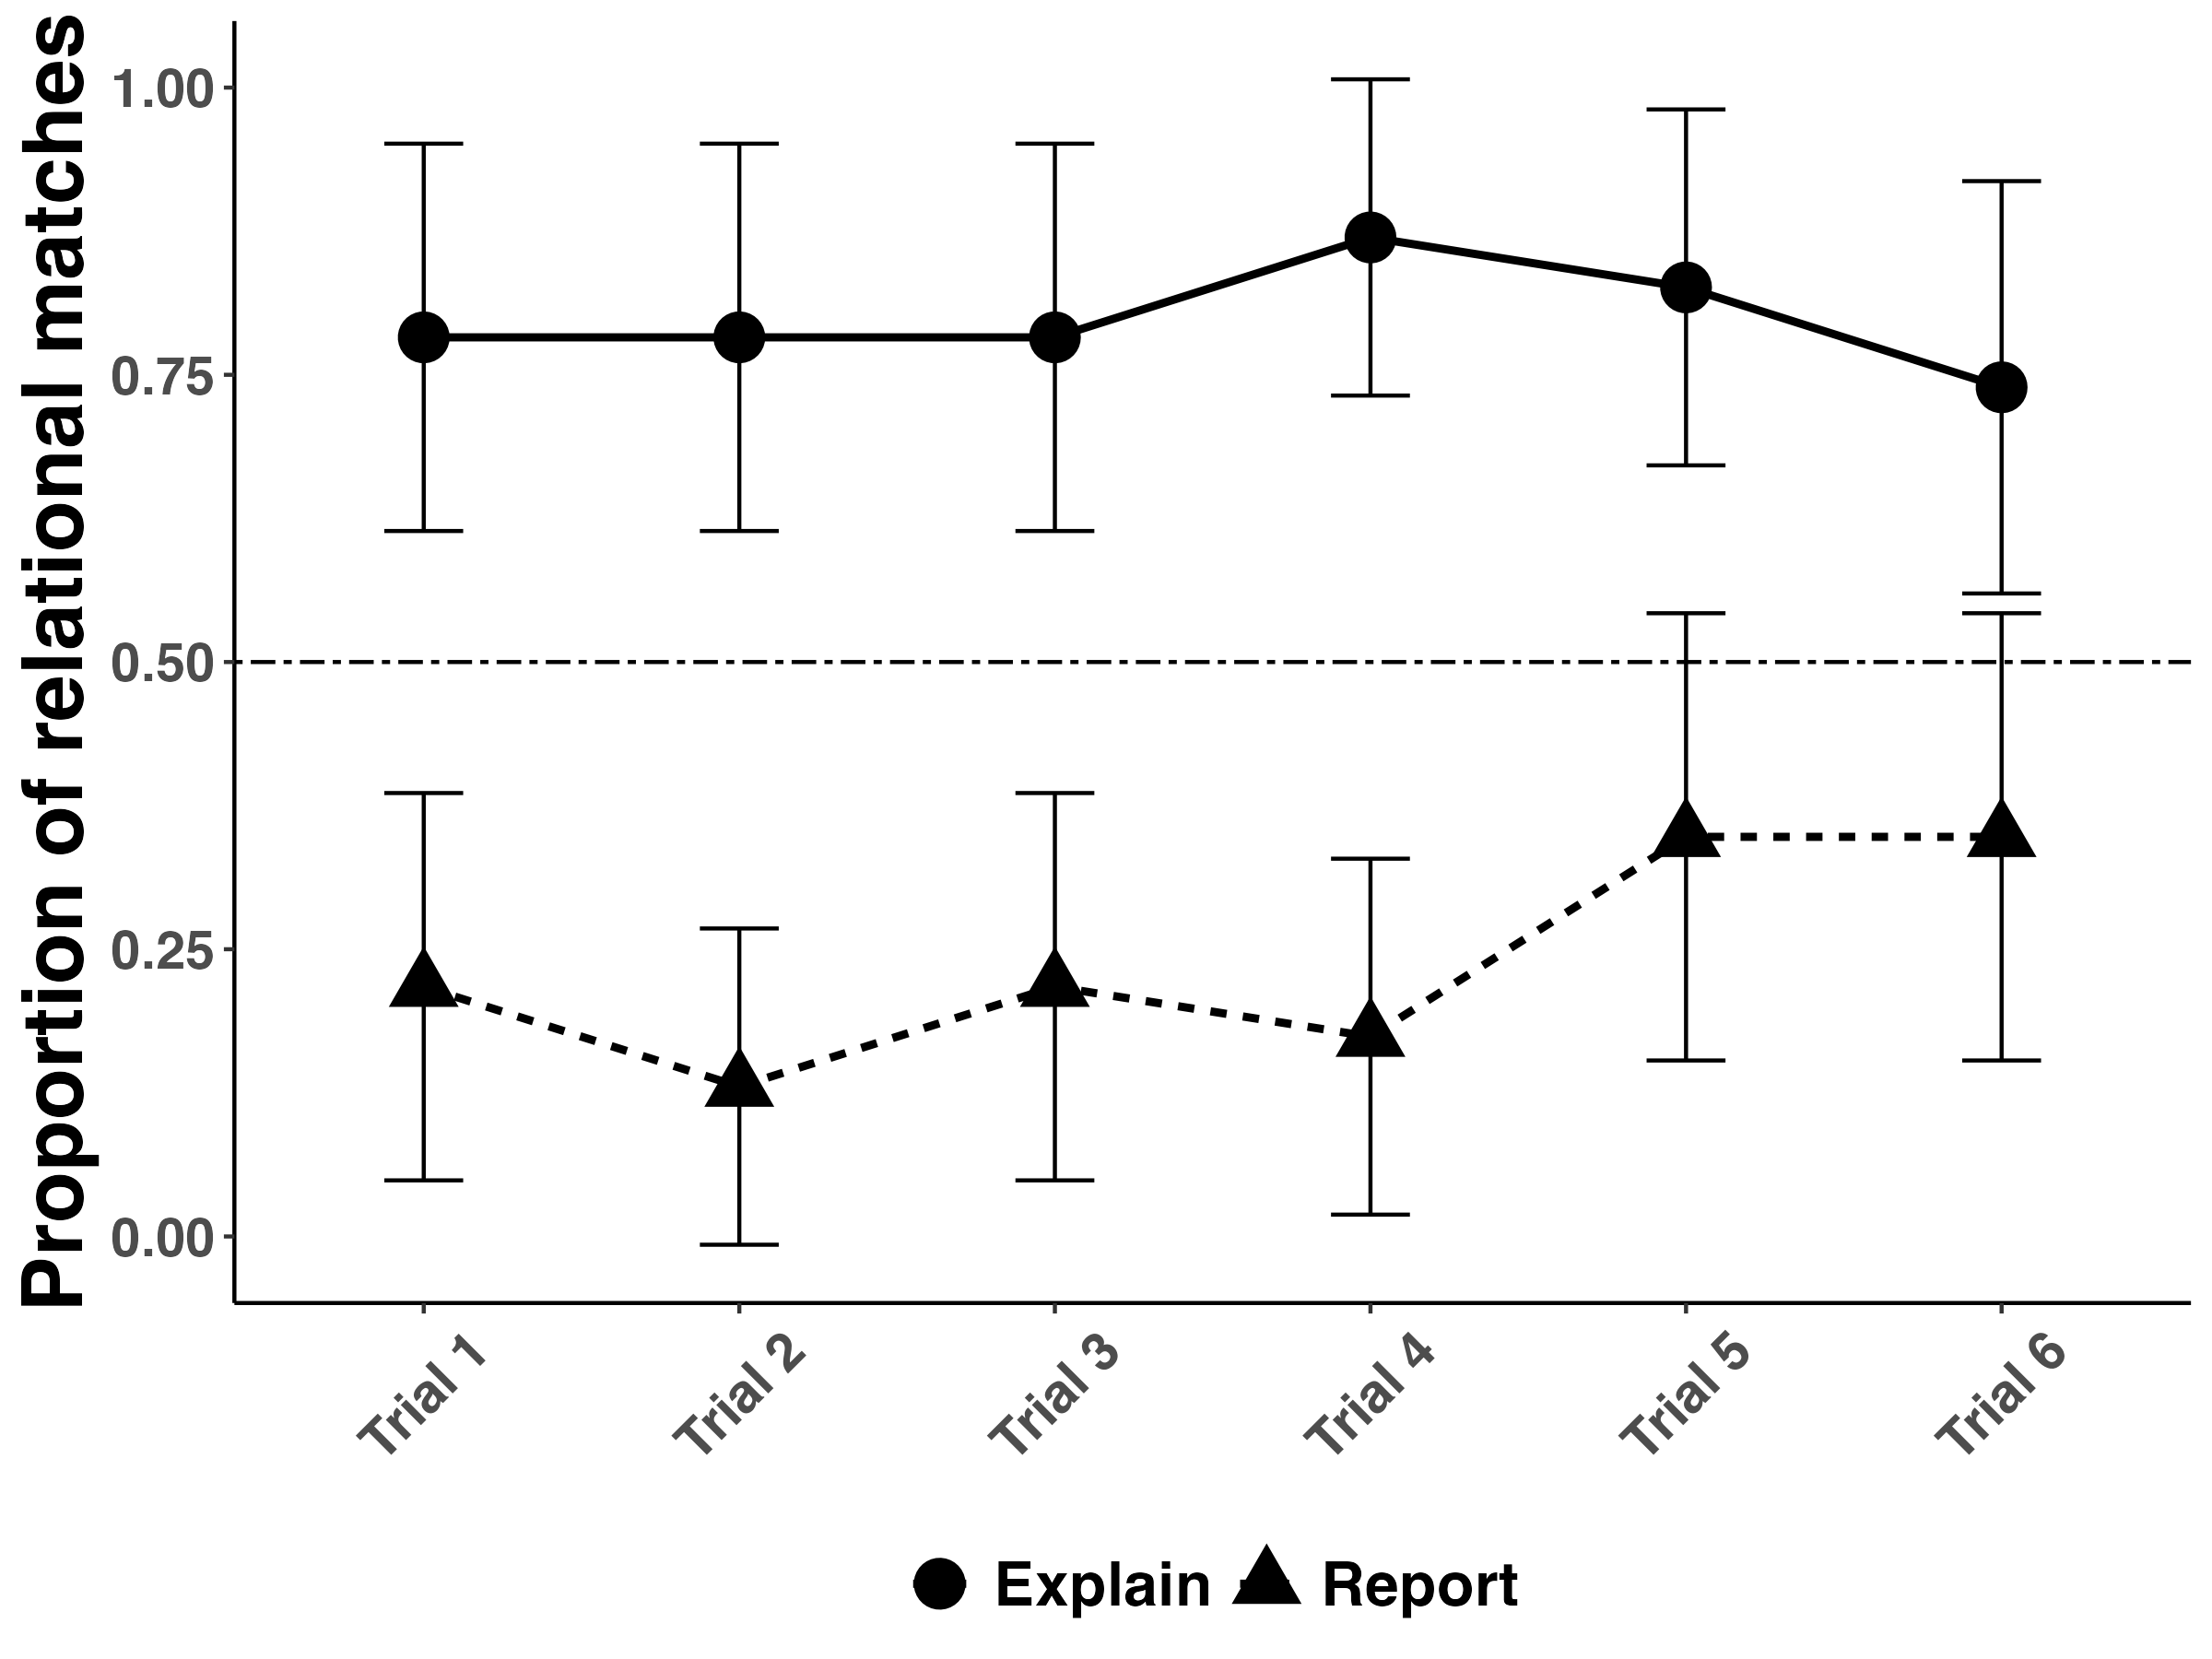 Proportion of relational matches
1.00
0.75
0.50
0.25
0.00
Trial 1
Trial 2
Trial 3
Trial 4
Trial 5
Trial 6
Explain
Report